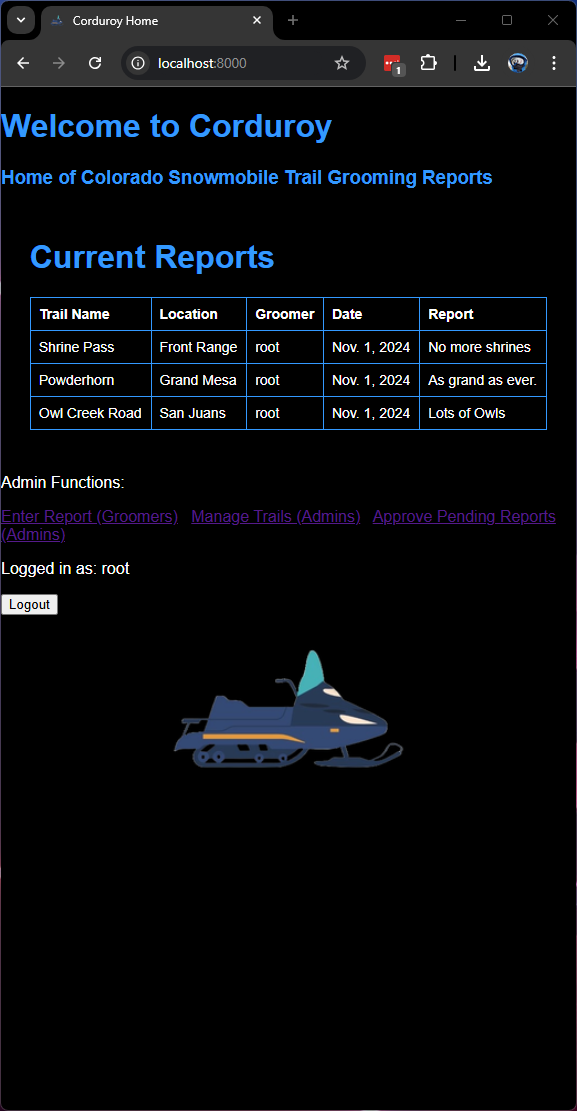 Corduroy Home
localhost:8000
1
Welcome to Corduroy
Home of Colorado Snowmobile Trail Grooming Reports
Current Reports
Trail Name Location Groomer Date Report
Shrine Pass Front Range root Nov. 1, 2024 No more shrines
Powderhorn Grand Mesa root Nov. 1, 2024 As grand as ever.
Owl Creek Road San Juans root Nov. 1, 2024 Lots of Owls
Admin Functions:
Enter Report (Groomers) Manage Trails (Admins) Approve Pending Reports
(Admins)
Logged in as: root
Logout